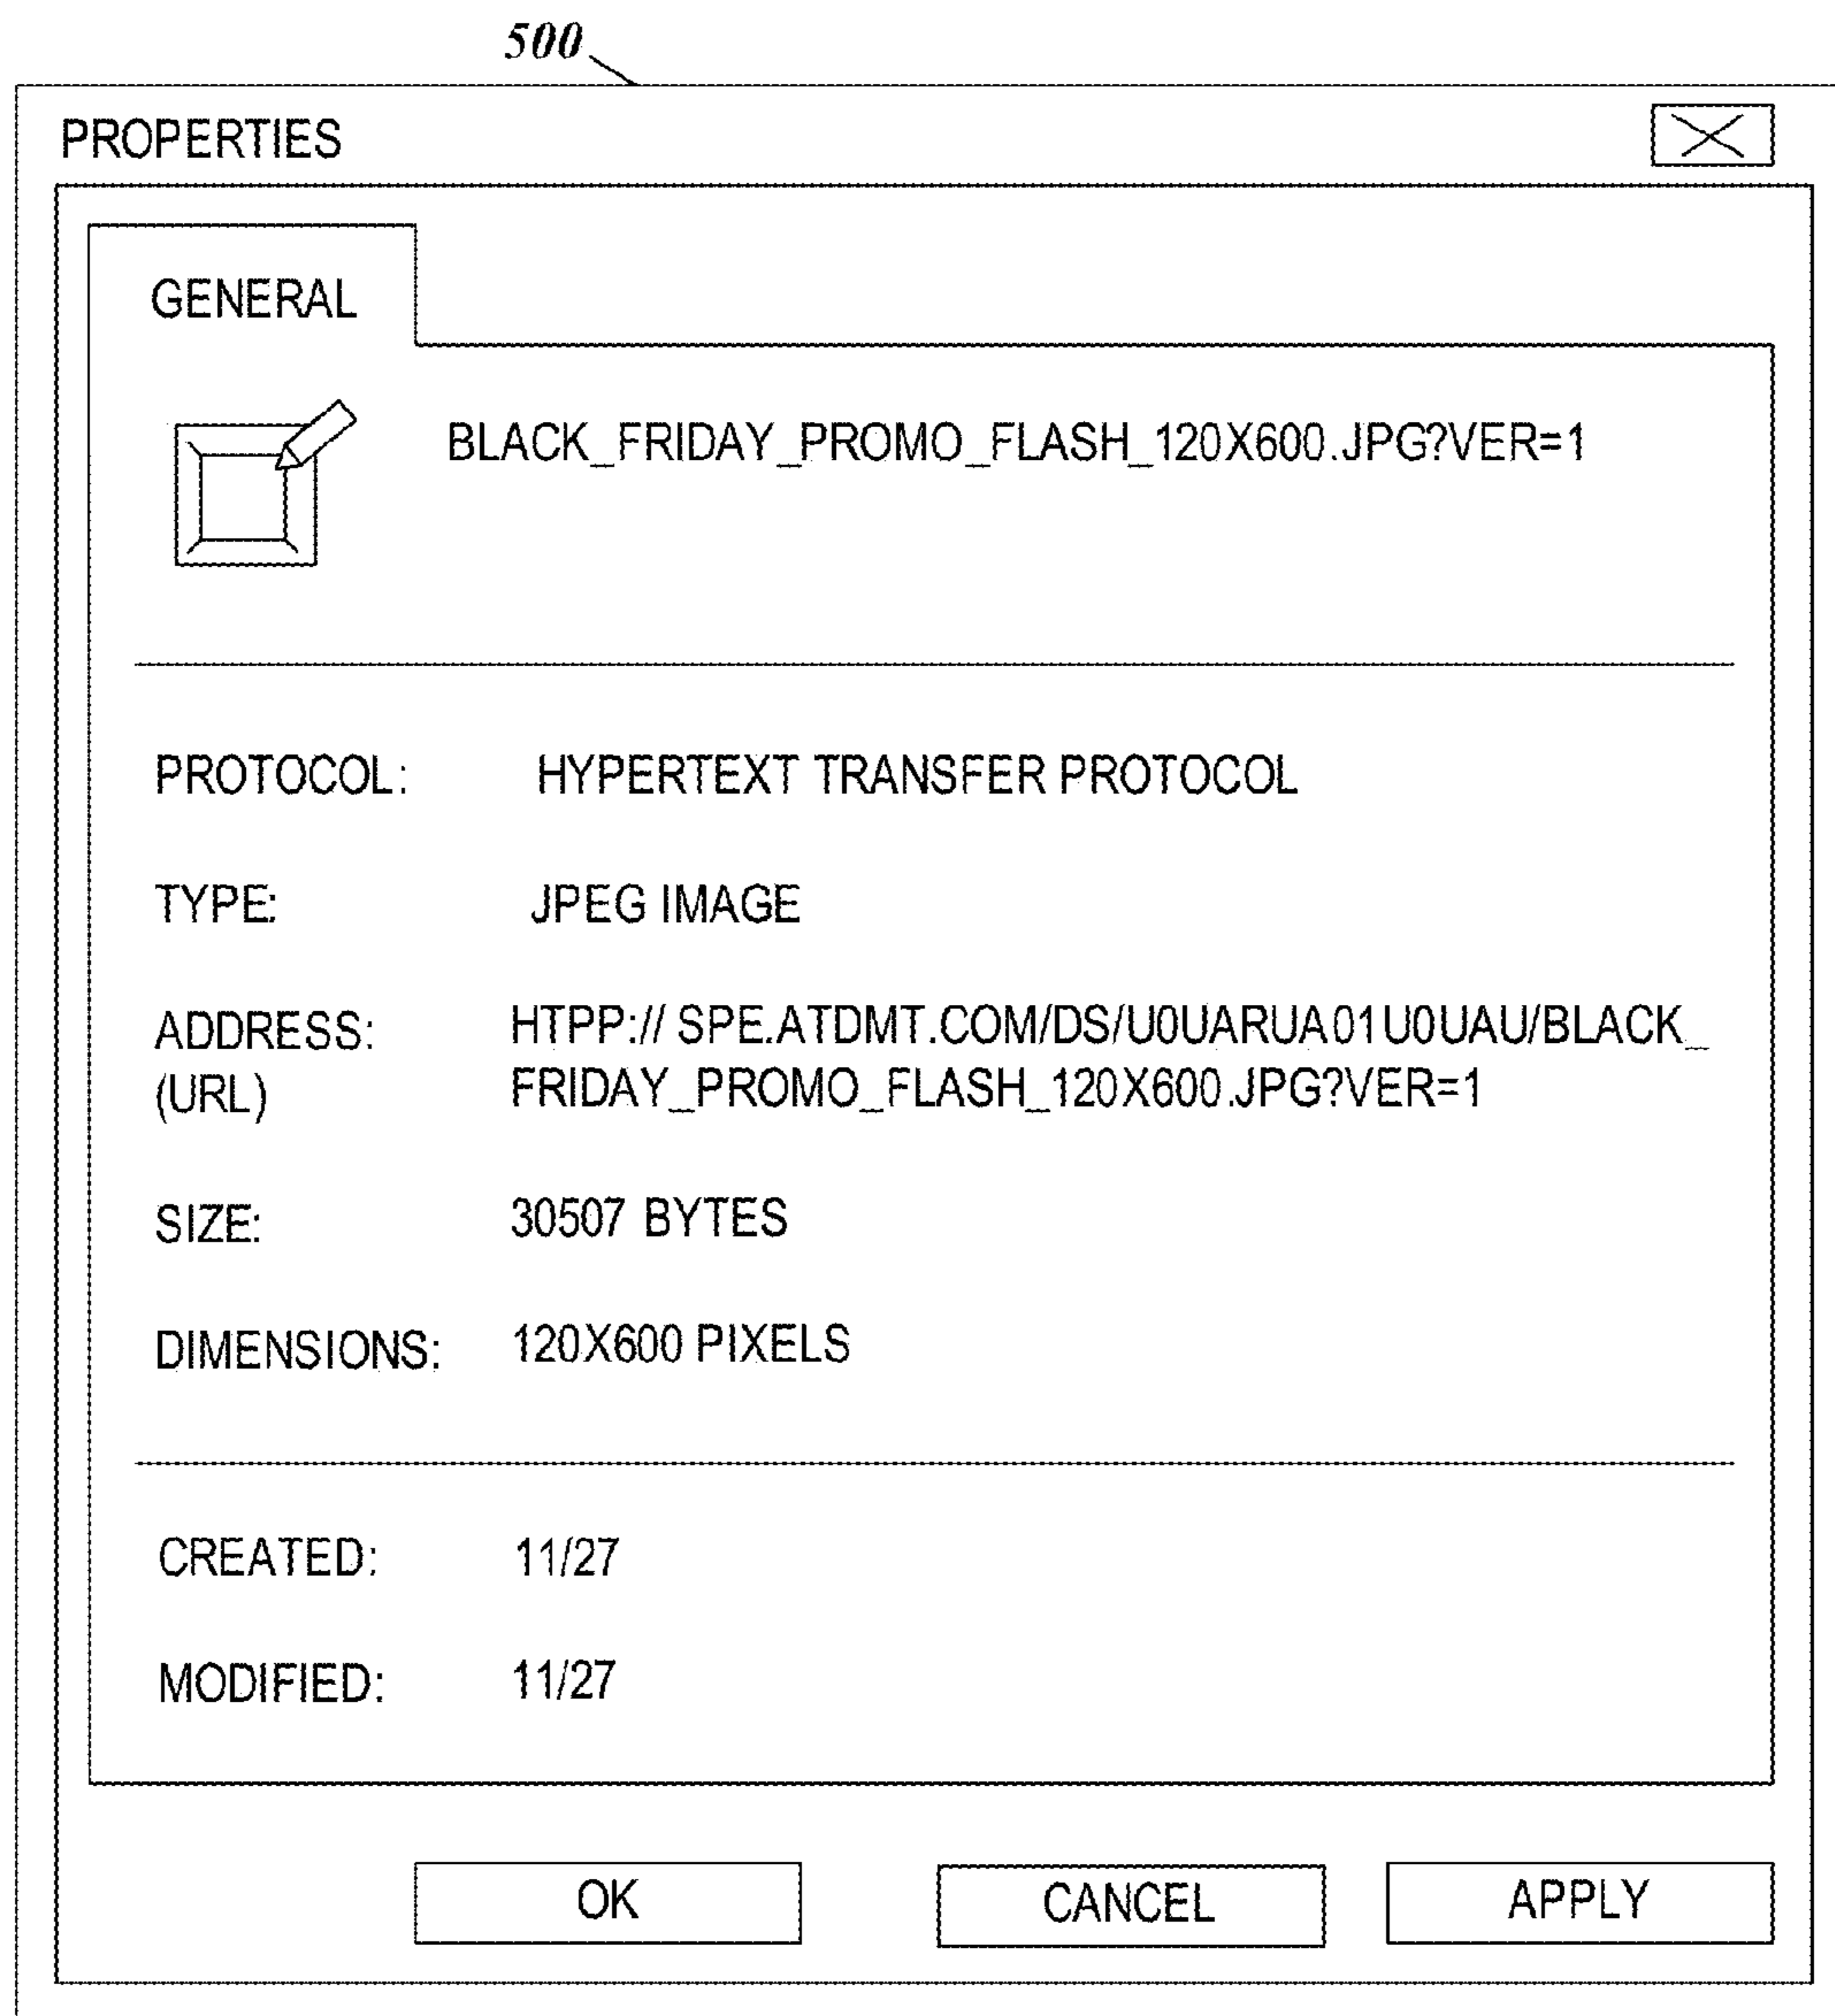 500
PROPERTIES
GENERAL
BLACK_FRIDAY_PROMO_FLASH_120X600.JPG?VER=1
PROTOCOL: HYPERTEXT TRANSFER PROTOCOL
TYPE: JPEG IMAGE
ADDRESS: HTPP:// SPE.ATDMT.COM/DS/U0UARUA01U0UAU/BLACK_
(URL) FRIDAY_PROMO_FLASH_120X600.JPG?VER=1
SIZE: 30507 BYTES
DIMENSIONS: 120X600 PIXELS
CREATED: 11/27
MODIFIED: 11/27
OK CANCEL APPLY